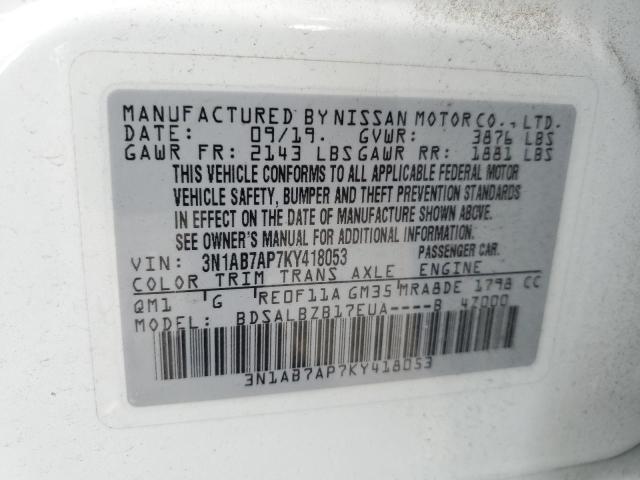 MANUFACTURED BY NISSAN MOTOR CO., LTD.
DATE: 09/19. GVWR: 3876 LBS
GAWR FR: 2143 LBS GAWR RR: 1881 LBS
THIS VEHICLE CONFORMS TO ALL APPLICABLE FEDERAL MOTOR
VEHICLE SAFETY, BUMPER AND THEFT PREVENTION STANDARDS
IN EFFECT ON THE DATE OF MANUFACTURE SHOWN ABOVE.
SEE OWNER'S MANUAL FOR ADDITIONAL INFORMATION.
VIN: 3N1AB7AP7KY418053 PASSENGER CAR.
COLOR TRIM TRANS AXLE ENGINE
QM1 G RE0F11A GM35 MRA8DE 1798 CC
MODEL: BDSALBZB17EUA----B 4Z000
3N1AB7AP7KY418053